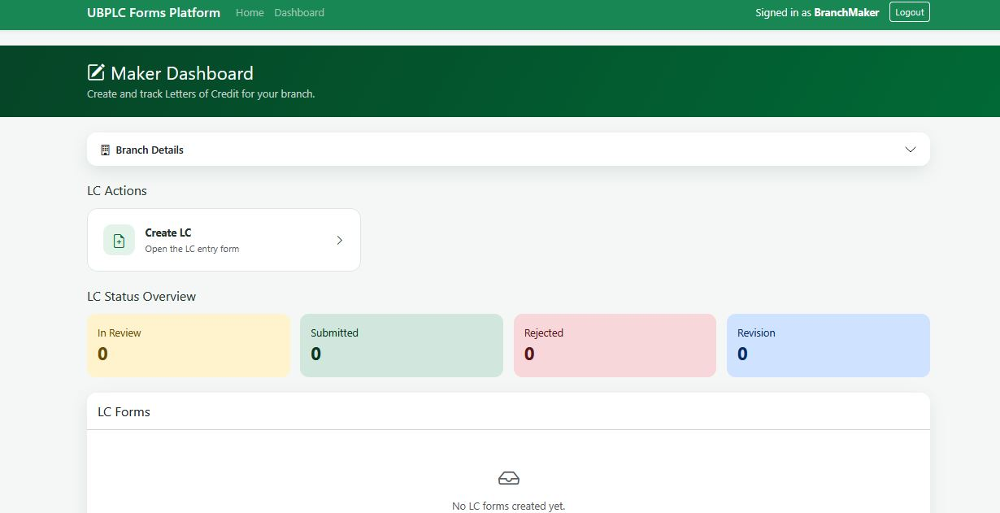 UBPLC Forms Platform Home Dashboard Signed in as BranchMaker Logout
Maker Dashboard
Create and track Letters of Credit for your branch.
Branch Details
LC Actions
Create LC
Open the LC entry form
LC Status Overview
In Review
0
Submitted
0
Rejected
0
Revision
0
LC Forms
No LC forms created yet.